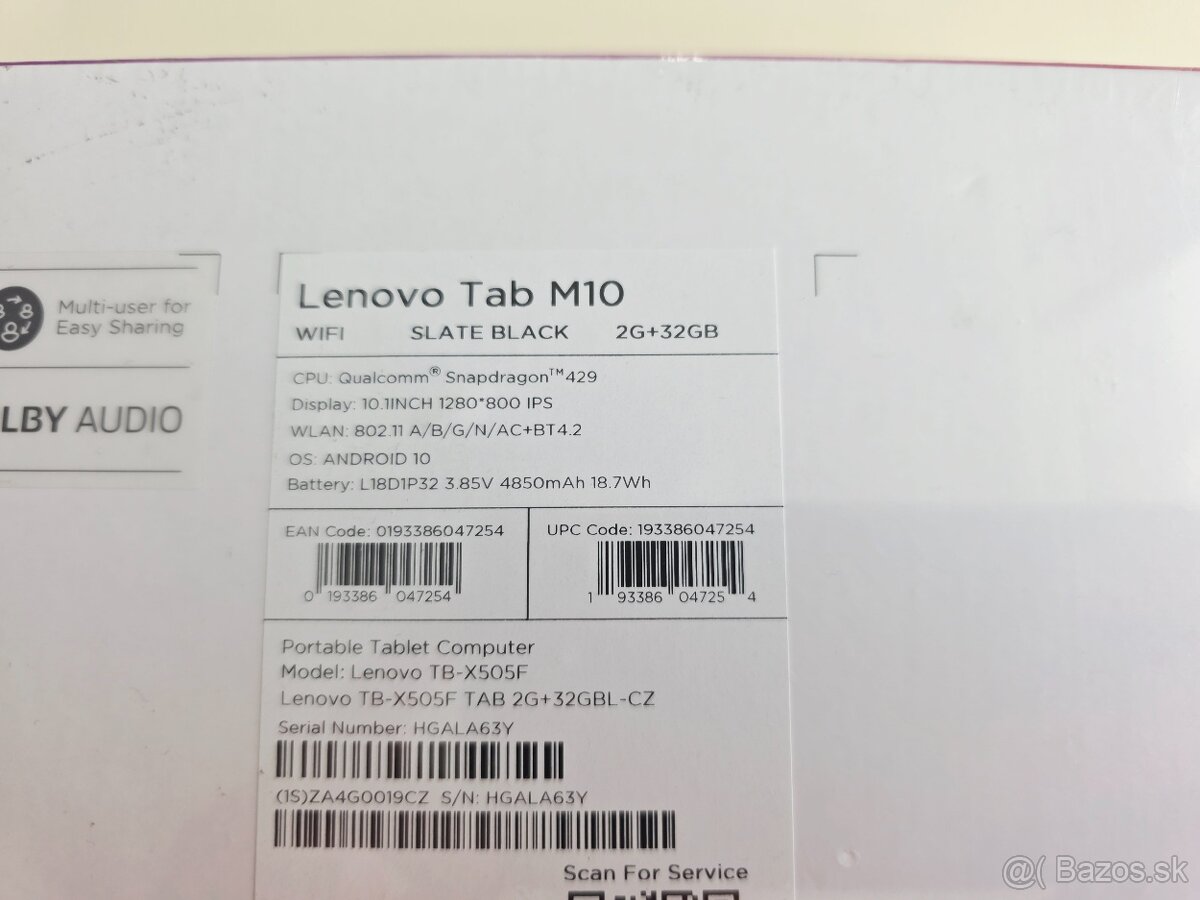 Multi-user for
Easy Sharing
LBY AUDIO
Lenovo Tab M10
WIFI SLATE BLACK 2G+32GB
CPU: Qualcomm® Snapdragon™429
Display: 10.1INCH 1280*800 IPS
WLAN: 802.11 A/B/G/N/AC+BT4.2
OS: ANDROID 10
Battery: L18D1P32 3.85V 4850mAh 18.7Wh
EAN Code: 0193386047254
0 193386 047254
UPC Code: 193386047254
1 93386 04725 4
Portable Tablet Computer
Model: Lenovo TB-X505F
Lenovo TB-X505F TAB 2G+32GBL-CZ
Serial Number: HGALA63Y
(1S)ZA4G0019CZ S/N: HGALA63Y
Scan For Service
@( Bazos.sk